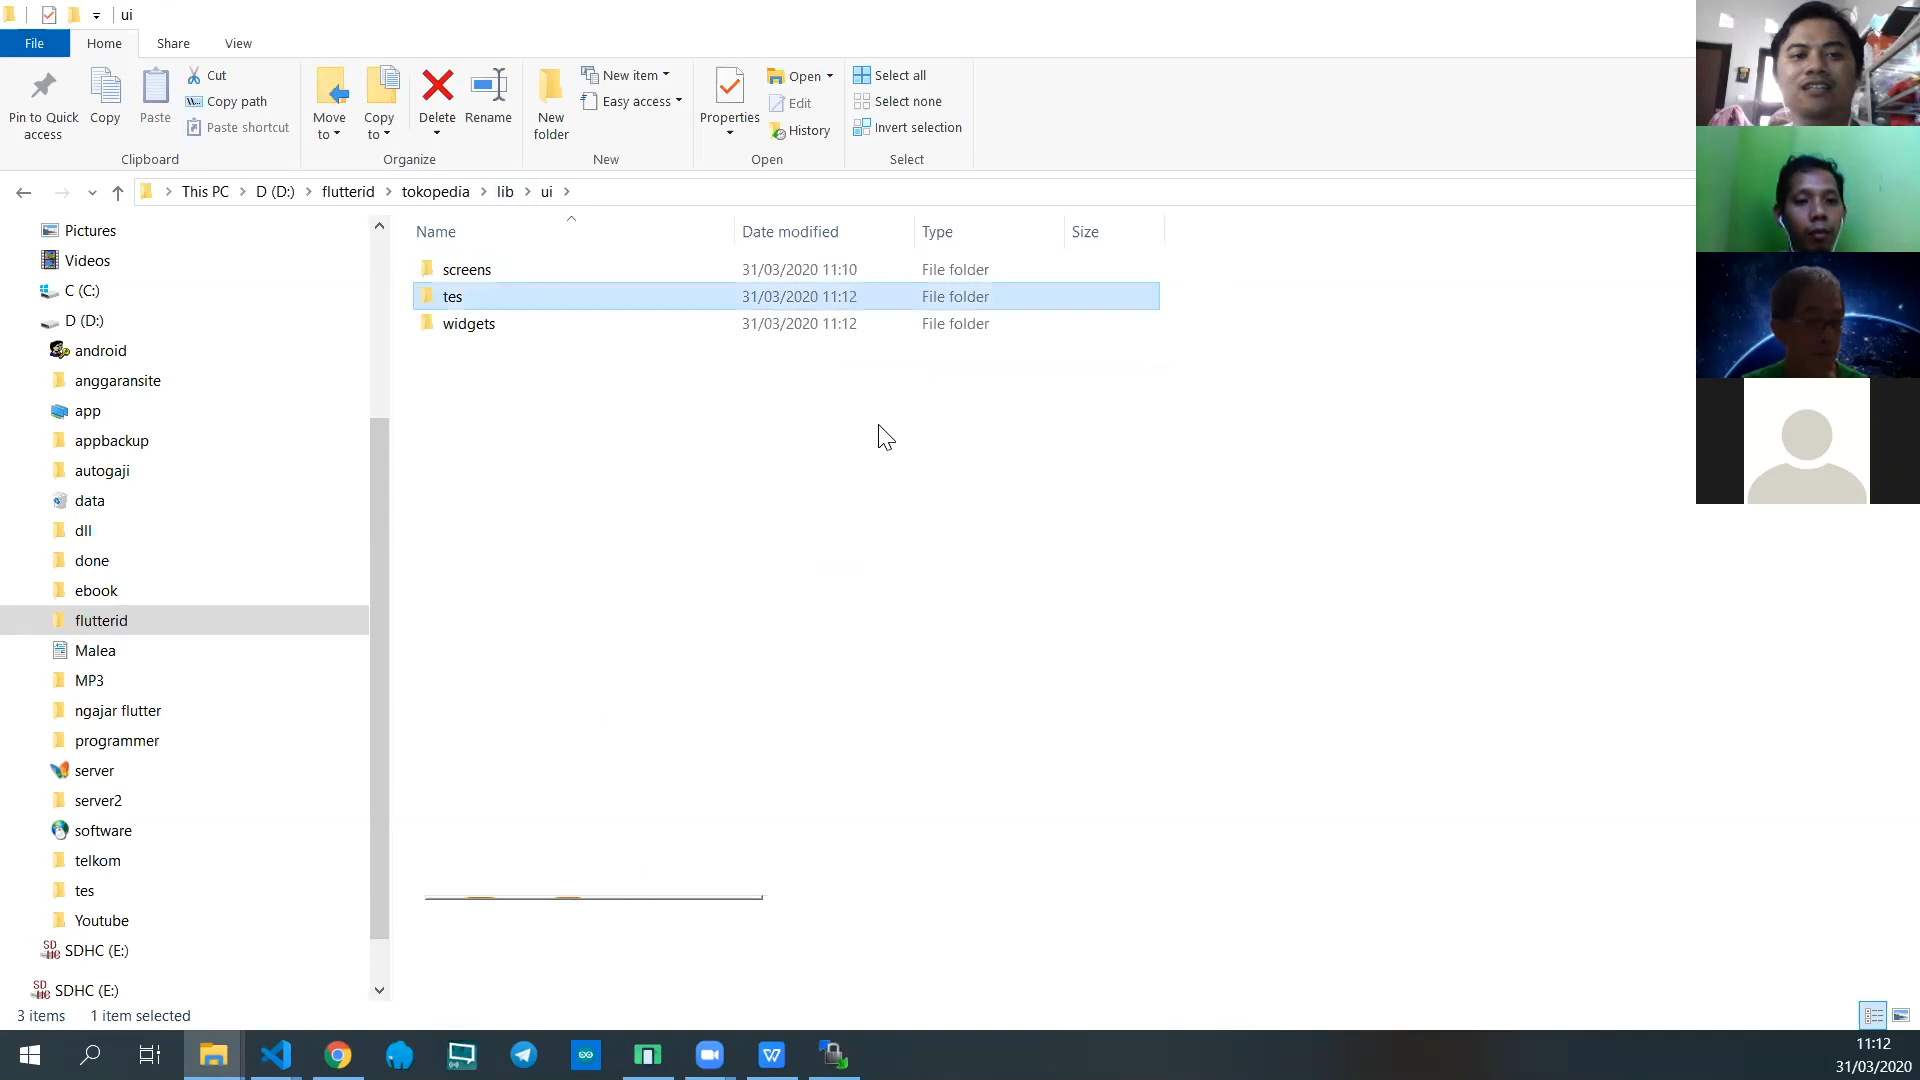 ui
File Home Share View
Pin to Quick access
Copy
Paste
Cut
Copy path
Paste shortcut
Clipboard
Move to
Copy to
Delete
Rename
Organize
New folder
New item
Easy access
New
Properties
Open
Edit
History
Open
Select all
Select none
Invert selection
Select
This PC > D (D:) > flutterid > tokopedia > lib > ui >
Name Date modified Type Size
screens 31/03/2020 11:10 File folder
tes 31/03/2020 11:12 File folder
widgets 31/03/2020 11:12 File folder
Pictures
Videos
C (C:)
D (D:)
android
anggaransite
app
appbackup
autogaji
data
dll
done
ebook
flutterid
Malea
MP3
ngajar flutter
programmer
server
server2
software
telkom
tes
Youtube
SDHC (E:)
SDHC (E:)
3 items 1 item selected
11:12
31/03/2020